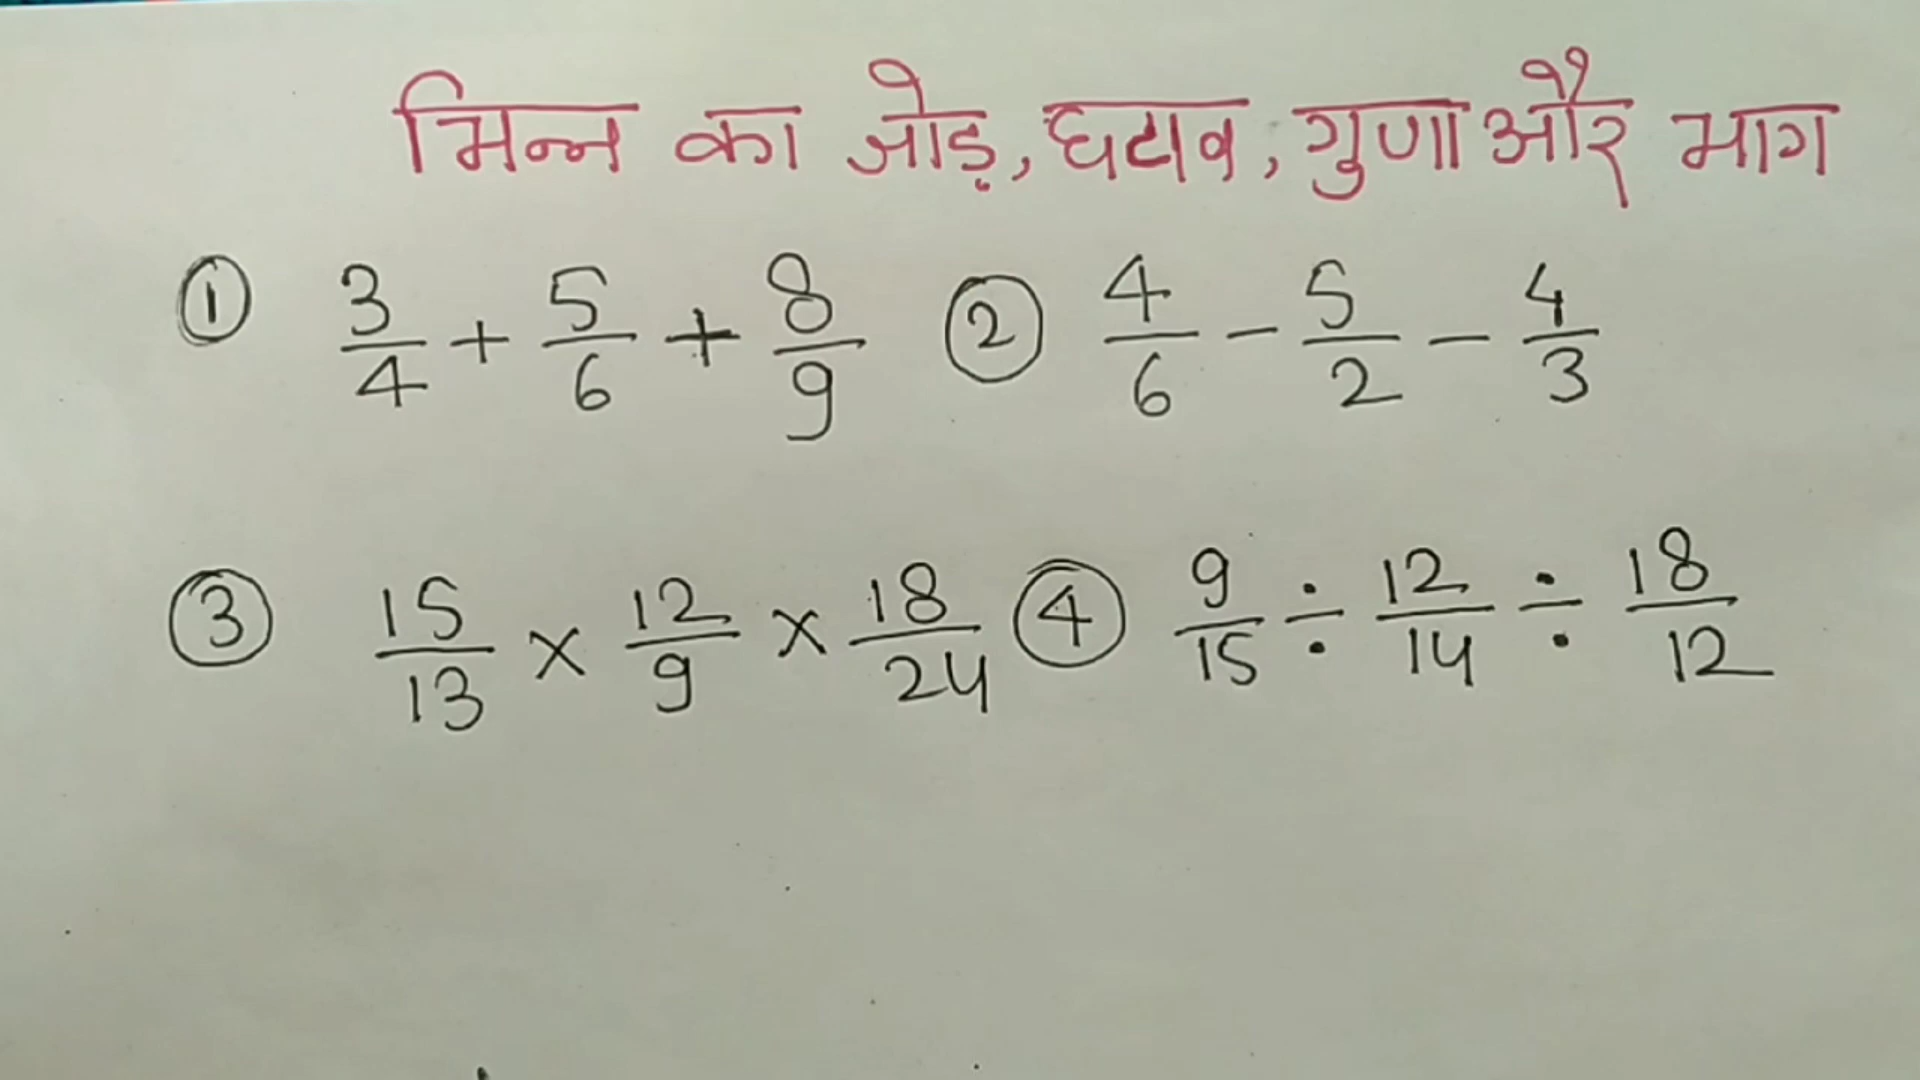 भिन्न का जोड़, घटाव, गुणा और भाग
① 3/4 + 5/6 + 8/9 ② 4/6 - 5/2 - 4/3
③ 15/13 × 12/9 × 18/24 ④ 9/15 ÷ 12/14 ÷ 18/12